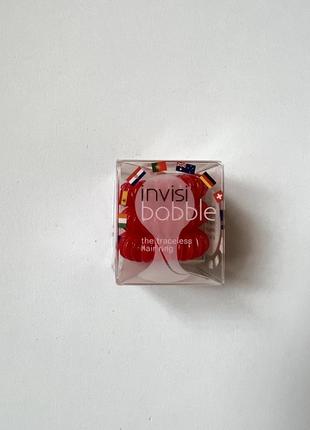 invisi
bobble
the traceless
hair ring